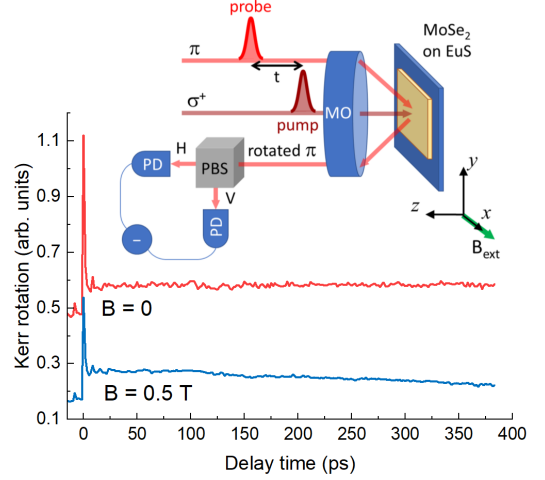 probe
MoSe2
on EuS
π
t
σ+
MO
pump
H
rotated π
PD
PBS
V
PD
−
y
z
x
Bext
1.1
0.9
0.7
0.5
0.3
0.1
Kerr rotation (arb. units)
B = 0
B = 0.5 T
0
50
100
150
200
250
300
350
400
Delay time (ps)